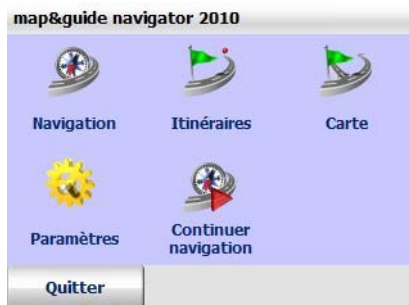 map&guide navigator 2010
Navigation Itinéraires Carte
Paramètres Continuer
navigation
Quitter